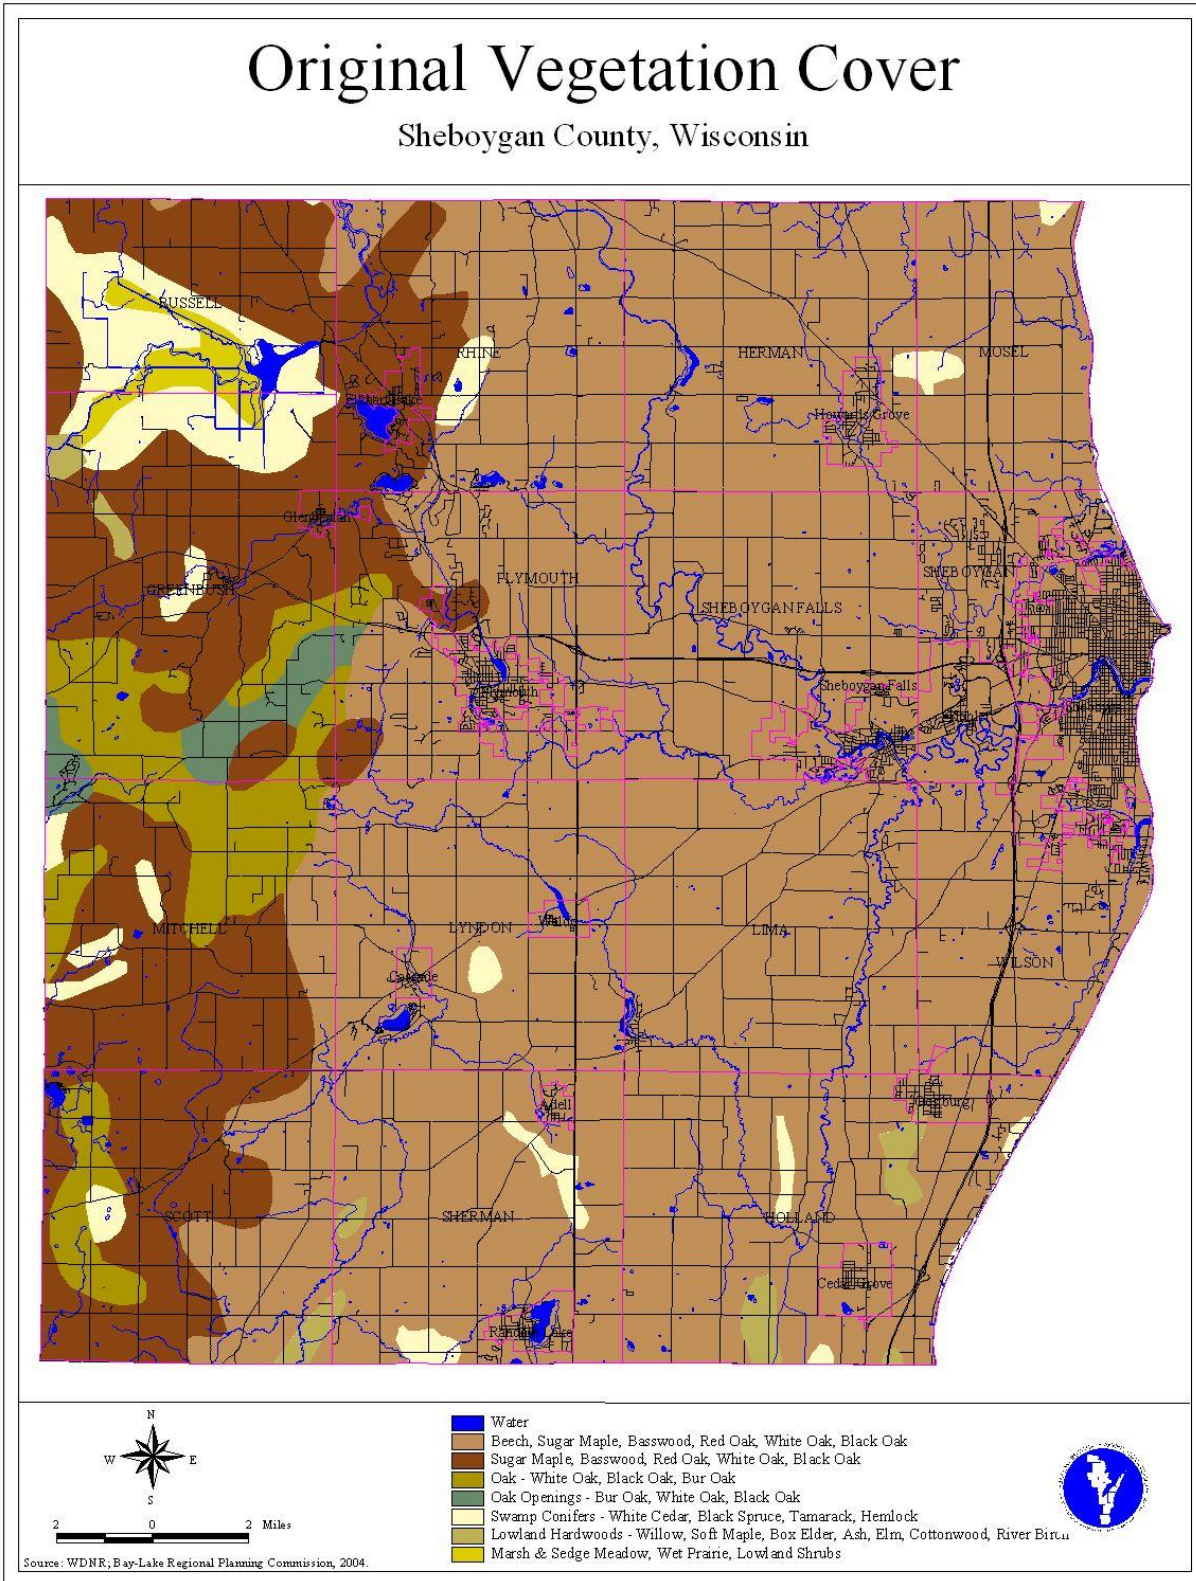 Original Vegetation Cover
Sheboygan County, Wisconsin
RUSSELL
RHINE
HERMAN
MOSEL
Elkhart Lake
Howards Grove
Glenbeulah
GREENBUSH
PLYMOUTH
SHEBOYGAN
SHEBOYGAN FALLS
Sheboygan Falls
Plymouth
MITCHELL
LYNDON
Waldo
LIMA
WILSON
Cascade
Adell
Oostburg
SCOTT
SHERMAN
HOLLAND
Cedar Grove
Random Lake
N
W
E
S
2 0 2 Miles
Source: WDNR; Bay-Lake Regional Planning Commission, 2004.
Water
Beech, Sugar Maple, Basswood, Red Oak, White Oak, Black Oak
Sugar Maple, Basswood, Red Oak, White Oak, Black Oak
Oak - White Oak, Black Oak, Bur Oak
Oak Openings - Bur Oak, White Oak, Black Oak
Swamp Conifers - White Cedar, Black Spruce, Tamarack, Hemlock
Lowland Hardwoods - Willow, Soft Maple, Box Elder, Ash, Elm, Cottonwood, River Birch
Marsh & Sedge Meadow, Wet Prairie, Lowland Shrubs